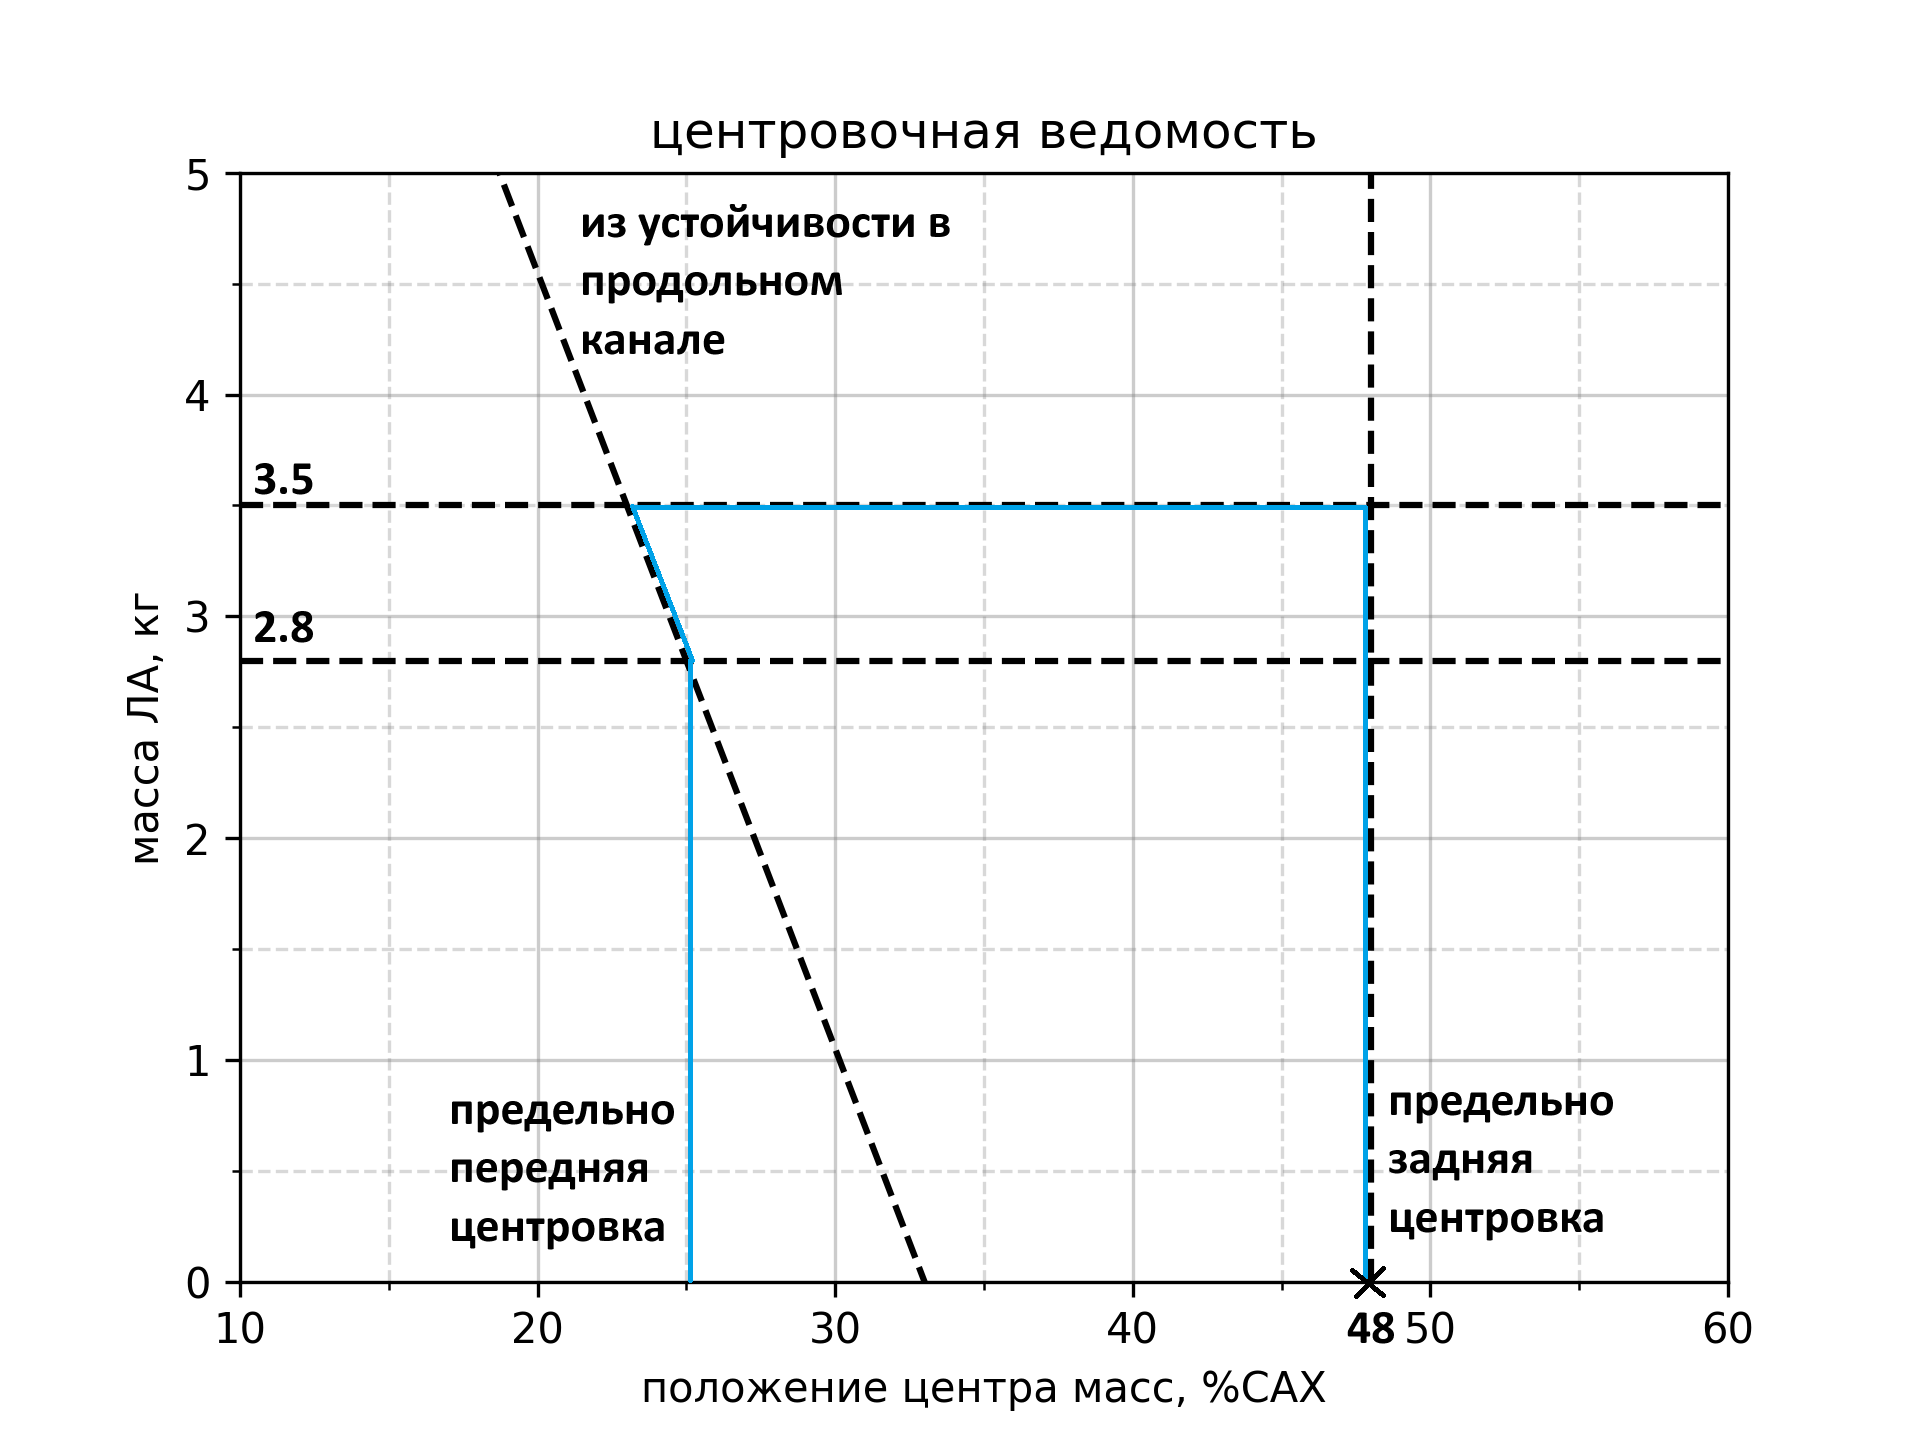 центровочная ведомость
5
из устойчивости в
продольном
канале
4
3.5
3
2.8
масса ЛА, кг
2
1
предельно
передняя
центровка
предельно
задняя
центровка
0
10 20 30 40 48 50 60
положение центра масс, %САХ